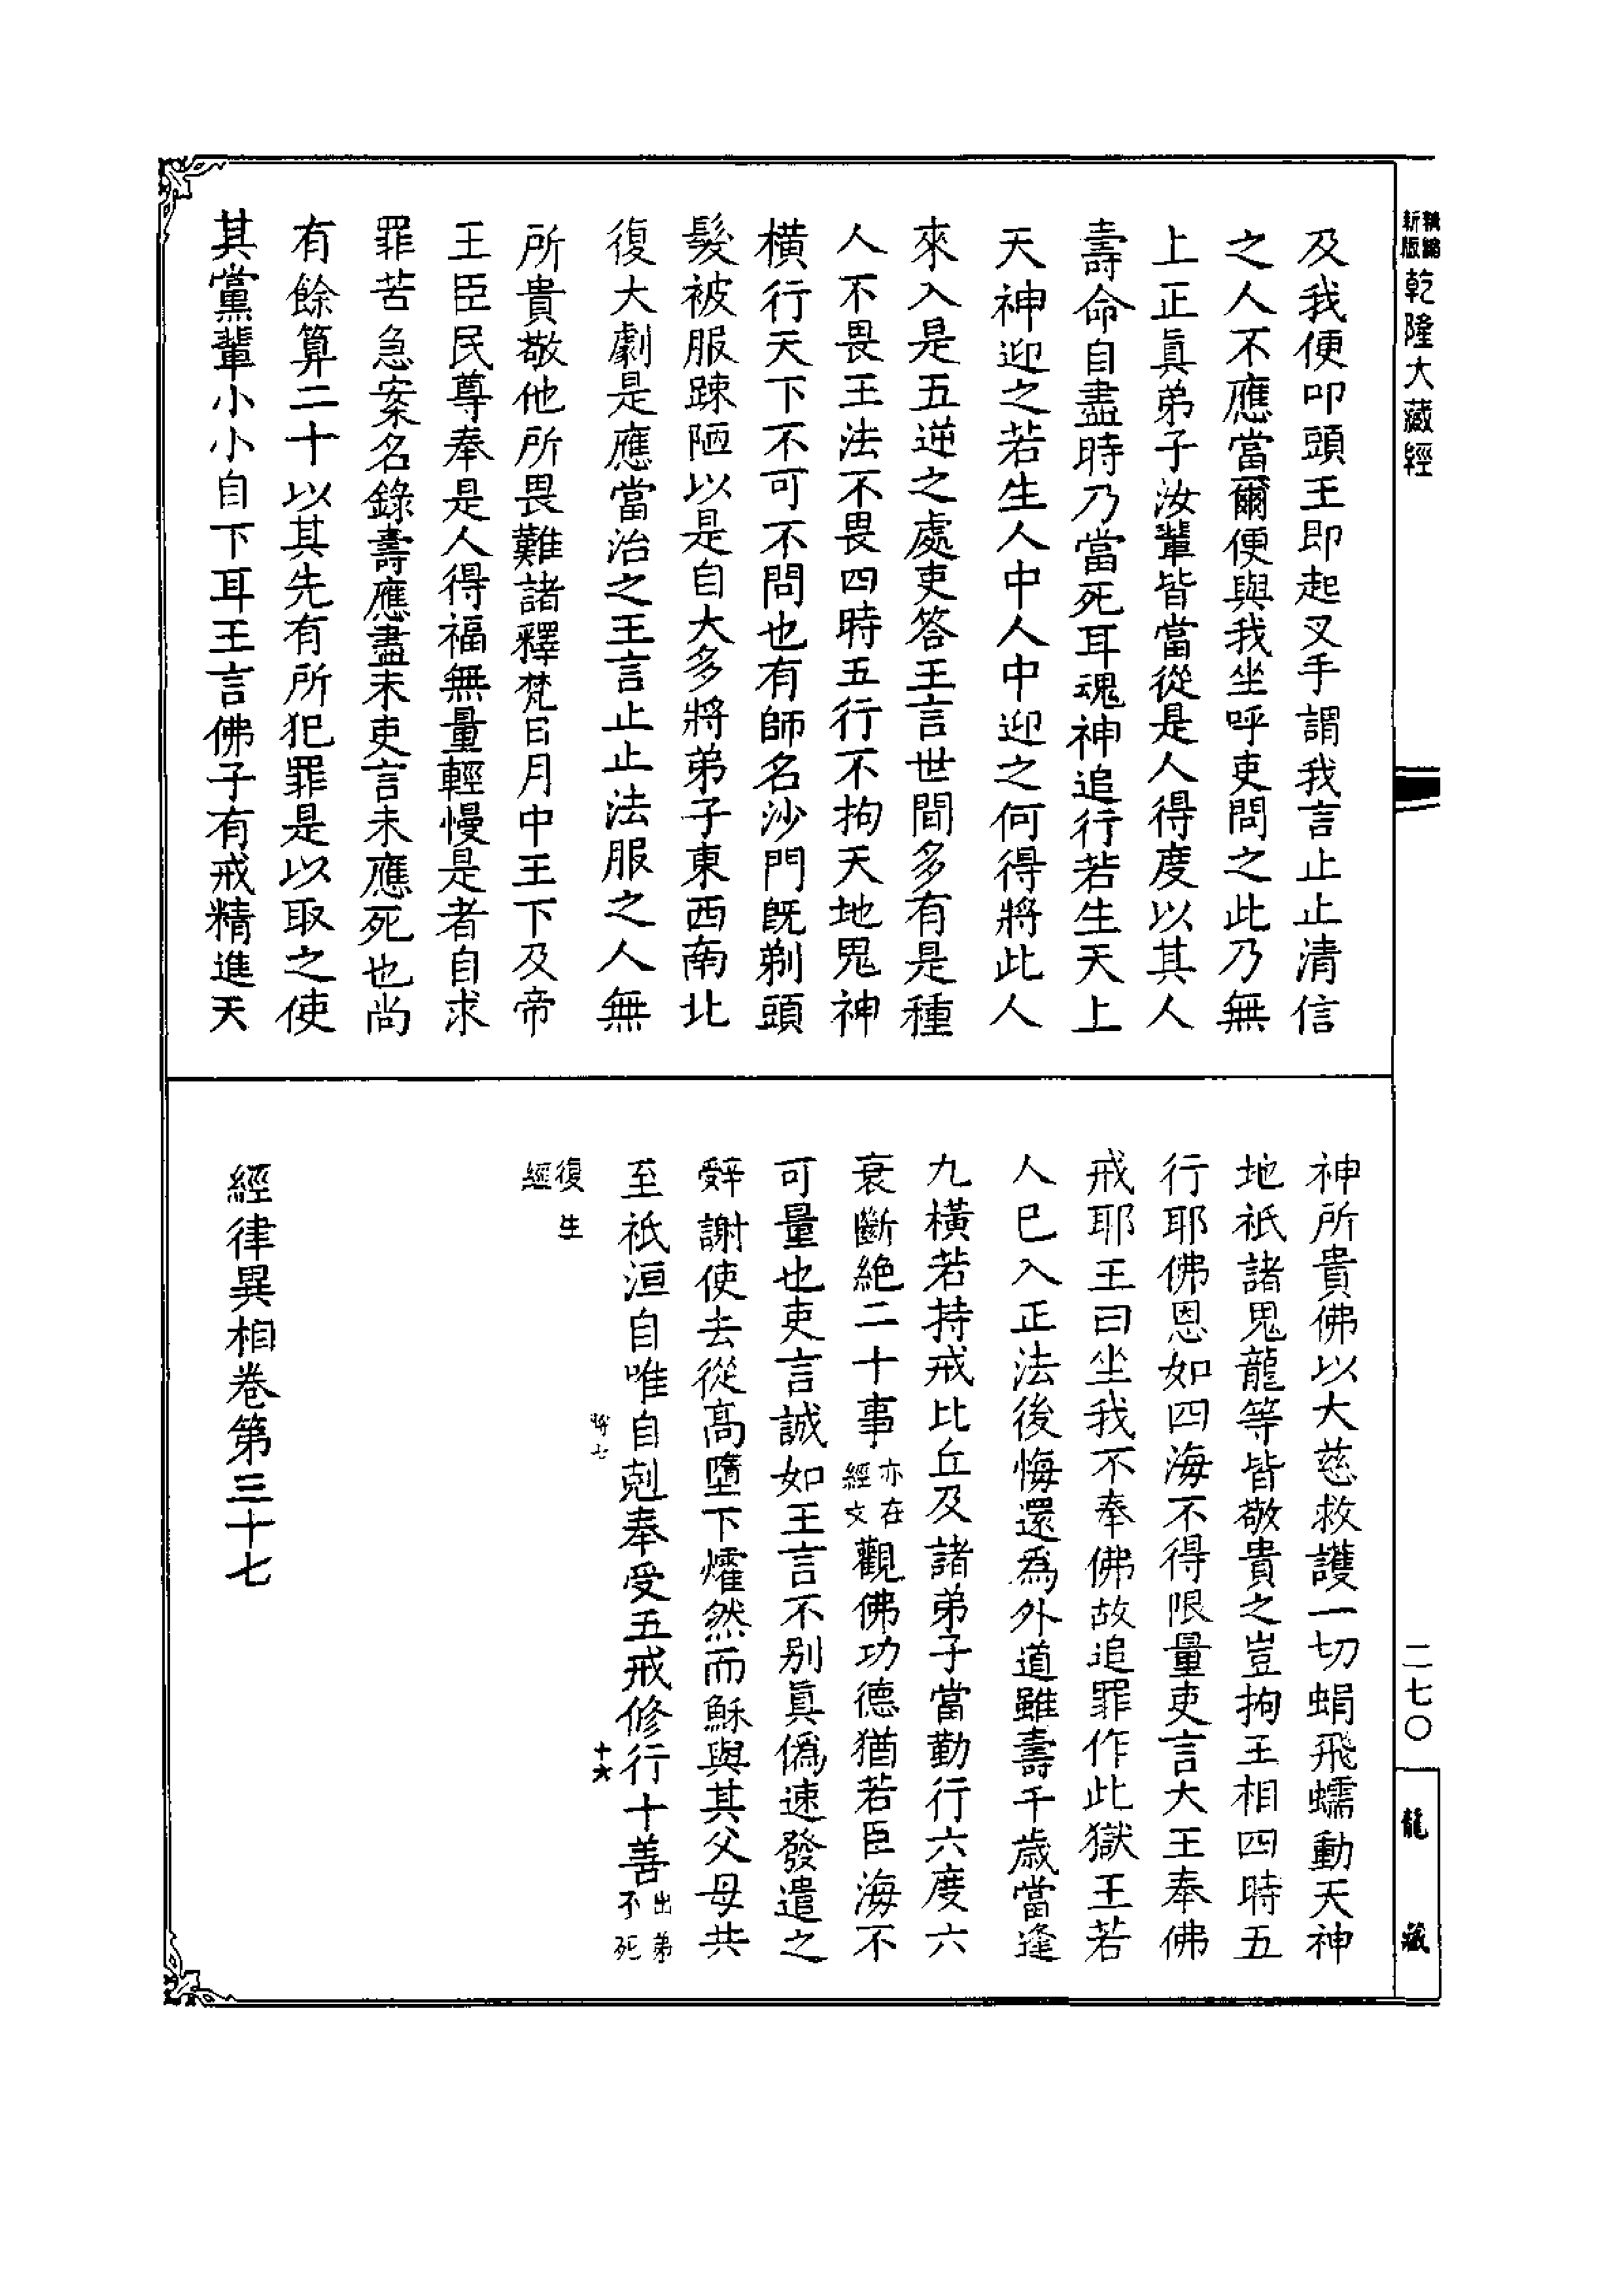 精縮新版乾隆大藏經
及我便叩頭王即起叉手謂我言止止清信
之人不應當爾便與我坐呼吏問之此乃無
上正眞弟子汝輩皆當從是人得度以其人
壽命自盡時乃當死耳魂神追行若生天上
天神迎之若生人中人中迎之何得將此人
來入是五逆之處吏答王言世間多有是種
人不畏王法不畏四時五行不拘天地鬼神
橫行天下不可不問也有師名沙門旣剃頭
髮被服踈陋以是自大多將弟子東西南北
復大劇是應當治之王言止止法服之人無
所貴敬他所畏難諸釋梵日月中王下及帝
王臣民尊奉是人得福無量輕慢是者自求
罪苦急案名錄壽應盡未吏言未應死也尚
有餘算二十以其先有所犯罪是以取之使
其黨輩小小自下耳王言佛子有戒精進天
神所貴佛以大慈救護一切蜎飛蠕動天神
地祇諸鬼龍等皆敬貴之豈拘王相四時五
行耶佛恩如四海不得限量吏言大王奉佛
戒耶王曰坐我不奉佛故追罪作此獄王若
人巳入正法後悔還爲外道雖壽千歲當逢
九橫若持戒比丘及諸弟子當勤行六度六
衰斷絕二十事亦在經文觀佛功德猶若巨海不
可量也吏言誠如王言不别眞僞速發遣之
辤謝使去從高墮下㸌然而穌與其父母共
至祇洹自唯自剋奉受五戒修行十善出弟不死
復生經
十六
經律異相卷第三十七
二七〇
龍藏